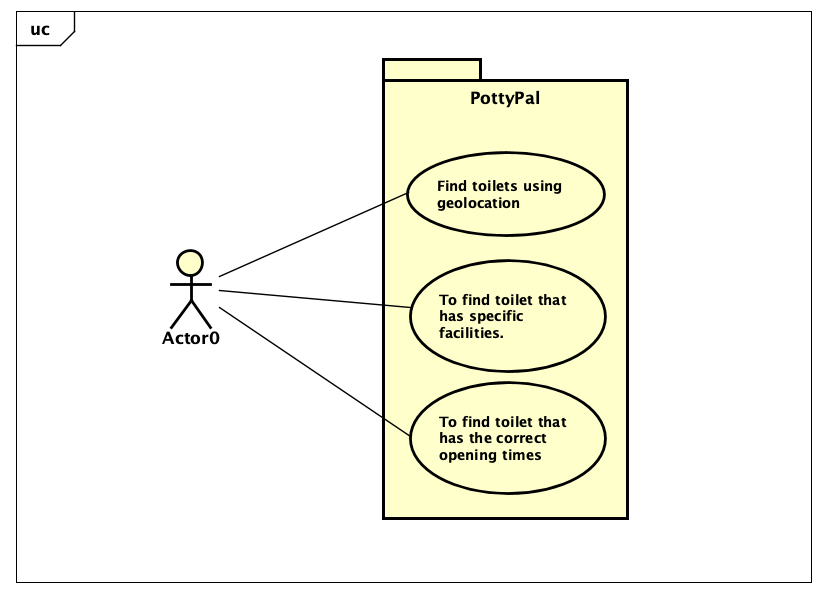 uc
PottyPal
Find toilets using
geolocation
To find toilet that
has specific
facilities.
Actor0
To find toilet that
has the correct
opening times